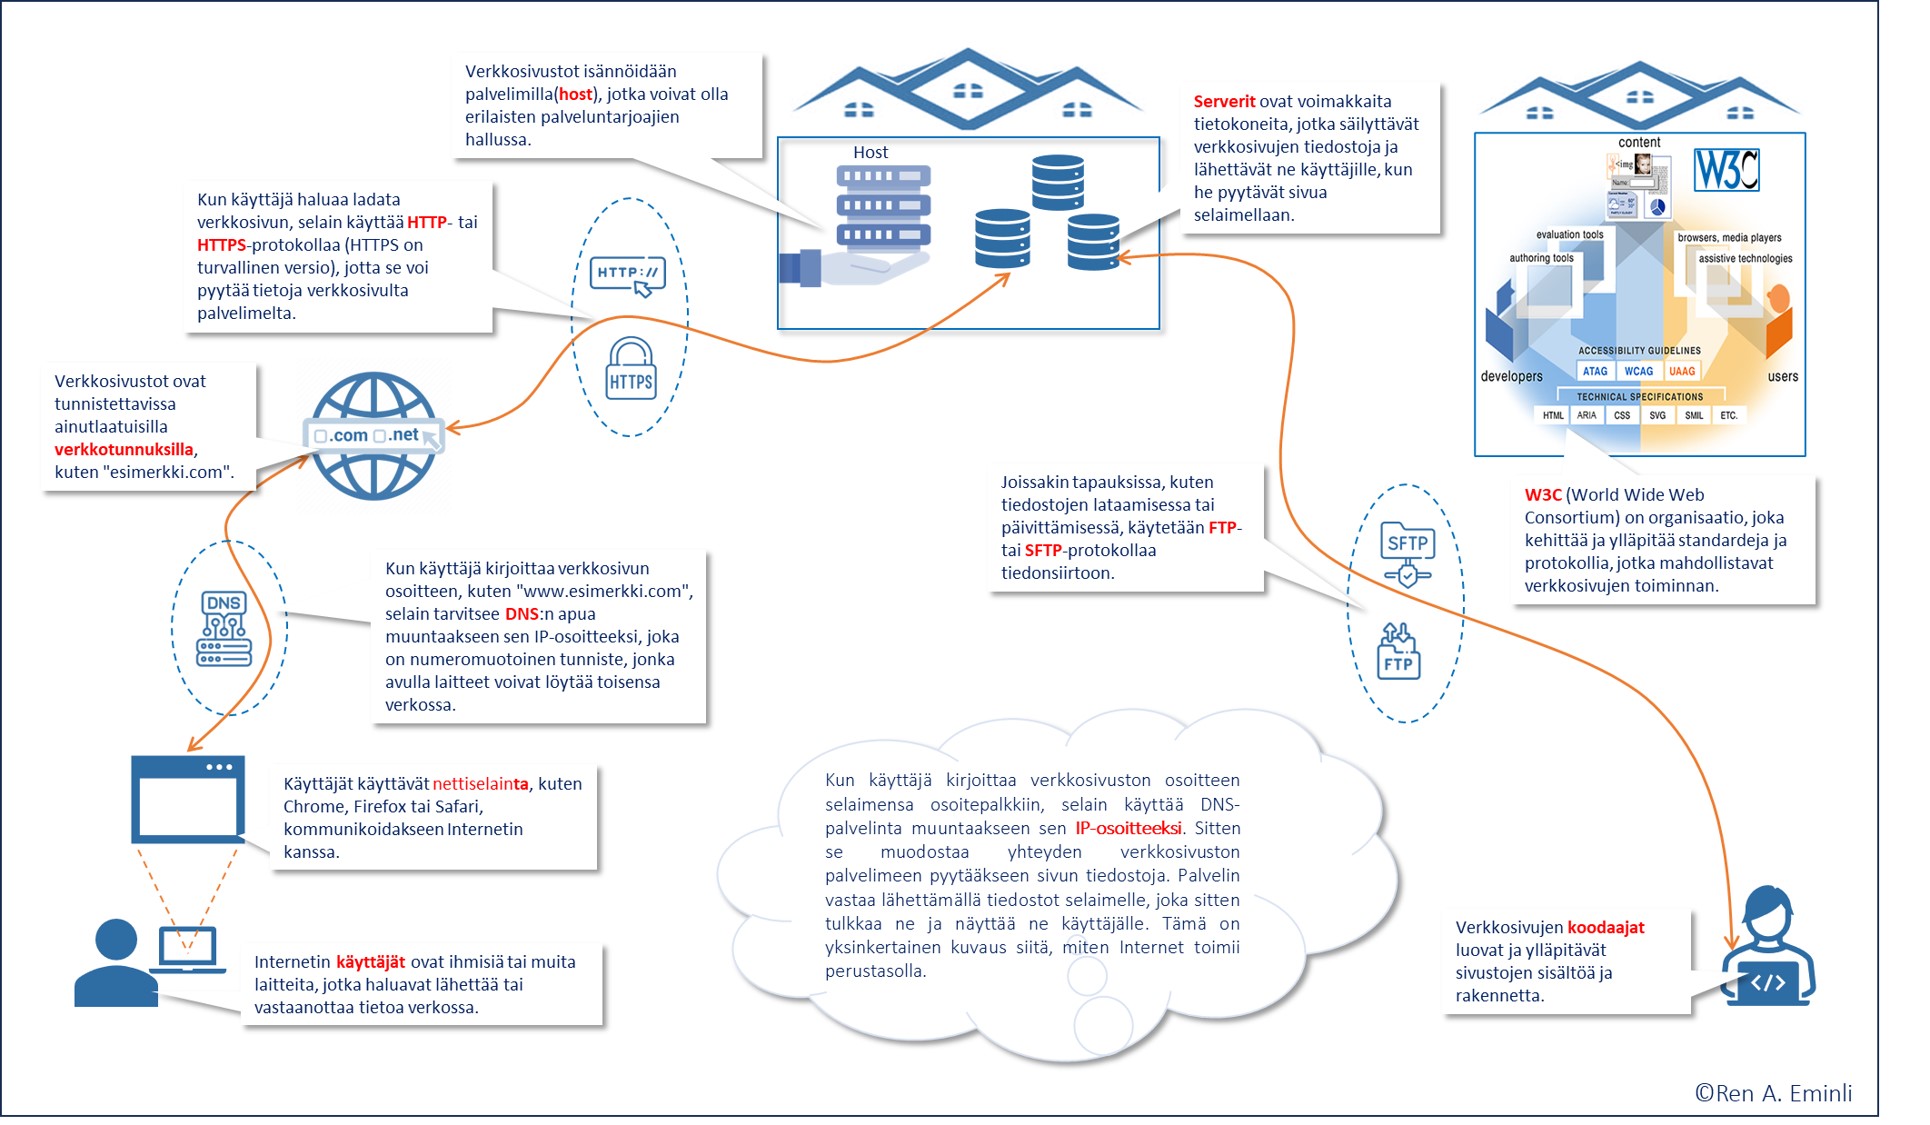 Verkkosivustot isännöidään
palvelimilla(host), jotka voivat olla
erilaisten palveluntarjoajien
hallussa.
Host
Serverit ovat voimakkaita
tietokoneita, jotka säilyttävät
verkkosivujen tiedostoja ja
lähettävät ne käyttäjille, kun
he pyytävät sivua
selaimellaan.
content
W3C
<img
Name:
evaluation tools
authoring tools
browsers, media players
assistive technologies
developers
users
ACCESSIBILITY GUIDELINES
ATAG WCAG UAAG
TECHNICAL SPECIFICATIONS
HTML ARIA CSS SVG SMIL ETC.
Kun käyttäjä haluaa ladata
verkkosivun, selain käyttää HTTP- tai
HTTPS-protokollaa (HTTPS on
turvallinen versio), jotta se voi
pyytää tietoja verkkosivulta
palvelimelta.
HTTP://
HTTPS
Verkkosivustot ovat
tunnistettavissa
ainutlaatuisilla
verkkotunnuksilla,
kuten "esimerkki.com".
.com .net
Joissakin tapauksissa, kuten
tiedostojen lataamisessa tai
päivittämisessä, käytetään FTP-
tai SFTP-protokollaa
tiedonsiirtoon.
SFTP
FTP
W3C (World Wide Web
Consortium) on organisaatio, joka
kehittää ja ylläpitää standardeja ja
protokollia, jotka mahdollistavat
verkkosivujen toiminnan.
DNS
Kun käyttäjä kirjoittaa verkkosivun
osoitteen, kuten "www.esimerkki.com",
selain tarvitsee DNS:n apua
muuntaakseen sen IP-osoitteeksi, joka
on numeromuotoinen tunniste, jonka
avulla laitteet voivat löytää toisensa
verkossa.
Käyttäjät käyttävät nettiselainta, kuten
Chrome, Firefox tai Safari,
kommunikoidakseen Internetin
kanssa.
Kun käyttäjä kirjoittaa verkkosivuston osoitteen
selaimensa osoitepalkkiin, selain käyttää DNS-
palvelinta muuntaakseen sen IP-osoitteeksi. Sitten
se muodostaa yhteyden verkkosivuston
palvelimeen pyytääkseen sivun tiedostoja. Palvelin
vastaa lähettämällä tiedostot selaimelle, joka sitten
tulkkaa ne ja näyttää ne käyttäjälle. Tämä on
yksinkertainen kuvaus siitä, miten Internet toimii
perustasolla.
Internetin käyttäjät ovat ihmisiä tai muita
laitteita, jotka haluavat lähettää tai
vastaanottaa tietoa verkossa.
Verkkosivujen koodaajat
luovat ja ylläpitävät
sivustojen sisältöä ja
rakennetta.
</>
©Ren A. Eminli